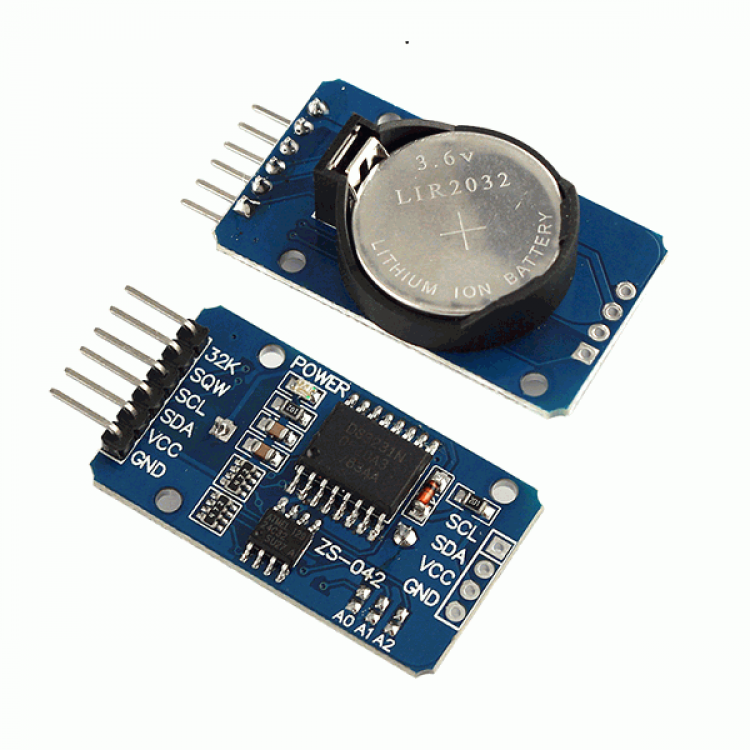 3.6v
LIR2032
LITHIUM ION BATTERY
32K
SQW
SCL
SDA
VCC
GND
POWER
ZS-042
SCL
SDA
VCC
GND
A0 A1 A2